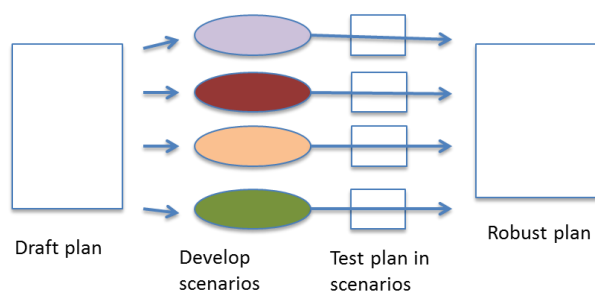 Draft plan
Develop
scenarios
Test plan in
scenarios
Robust plan